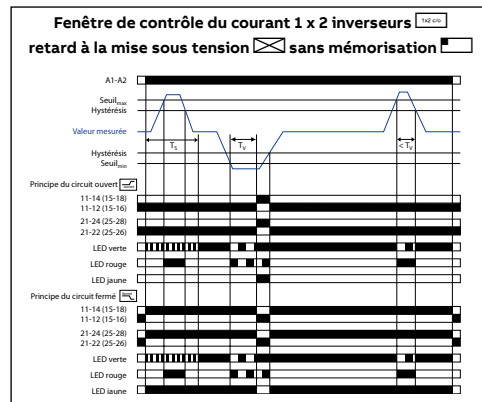 Fenêtre de contrôle du courant 1 x 2 inverseurs 1x2 c/o
retard à la mise sous tension sans mémorisation
A1-A2
Seuilmax
Hystérésis
Valeur mesurée
TS
TV
< TV
Hystérésis
Seuilmin
Principe du circuit ouvert
11-14 (15-18)
11-12 (15-16)
21-24 (25-28)
21-22 (25-26)
LED verte
LED rouge
LED jaune
Principe du circuit fermé
11-14 (15-18)
11-12 (15-16)
21-24 (25-28)
21-22 (25-26)
LED verte
LED rouge
LED jaune